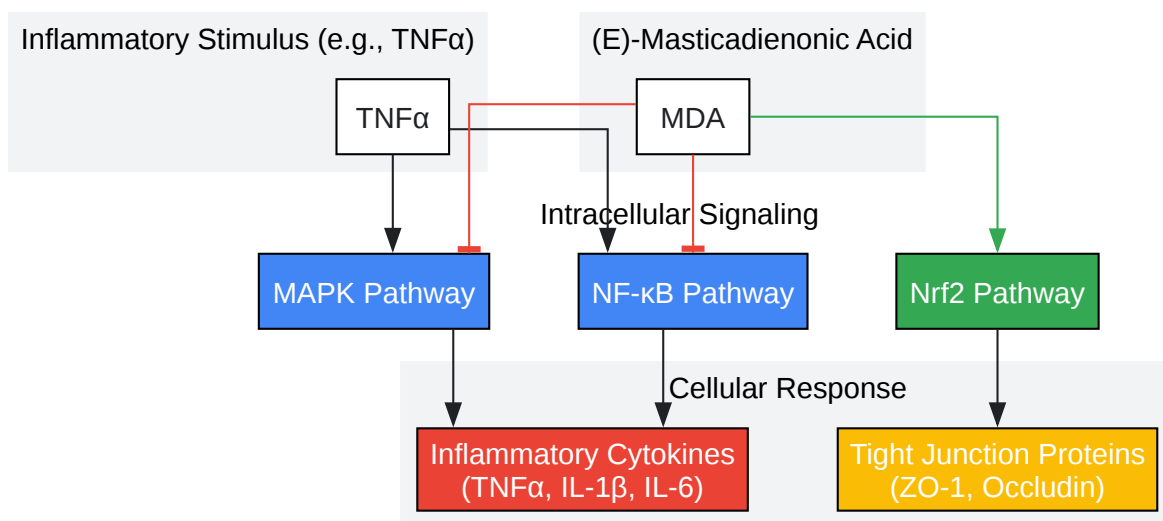 Inflammatory Stimulus (e.g., TNFα)
(E)-Masticadienonic Acid
TNFα
MDA
Intracellular Signaling
MAPK Pathway
NF-κB Pathway
Nrf2 Pathway
Cellular Response
Inflammatory Cytokines
(TNFα, IL-1β, IL-6)
Tight Junction Proteins
(ZO-1, Occludin)